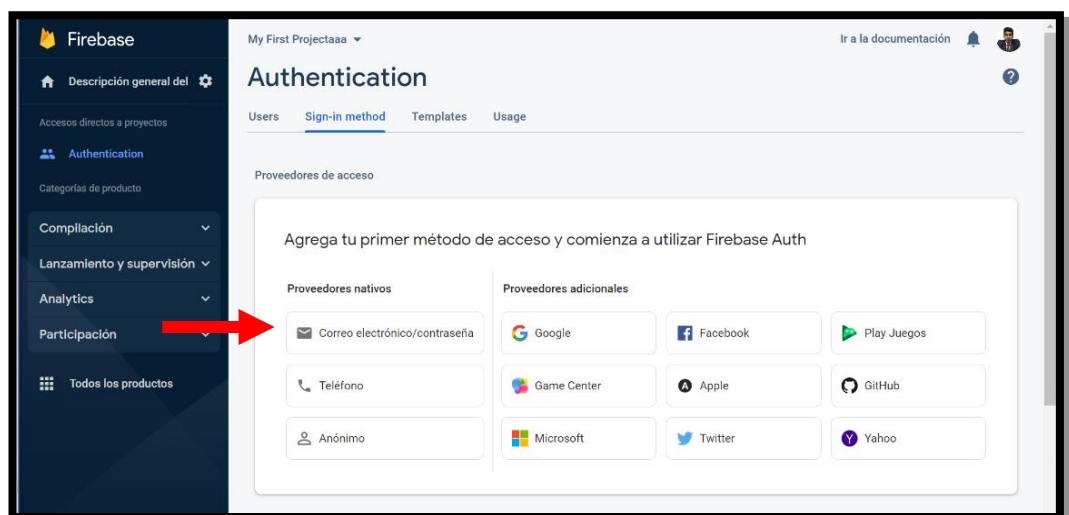 Firebase
Descripción general del
Accesos directos a proyectos
Authentication
Categorías de producto
Compilación
Lanzamiento y supervisión
Analytics
Participación
Todos los productos
My First Projectaaa
Ir a la documentación
Authentication
Users Sign-in method Templates Usage
Proveedores de acceso
Agrega tu primer método de acceso y comienza a utilizar Firebase Auth
Proveedores nativos Proveedores adicionales
Correo electrónico/contraseña Google Facebook Play Juegos
Teléfono Game Center Apple GitHub
Anónimo Microsoft Twitter Yahoo